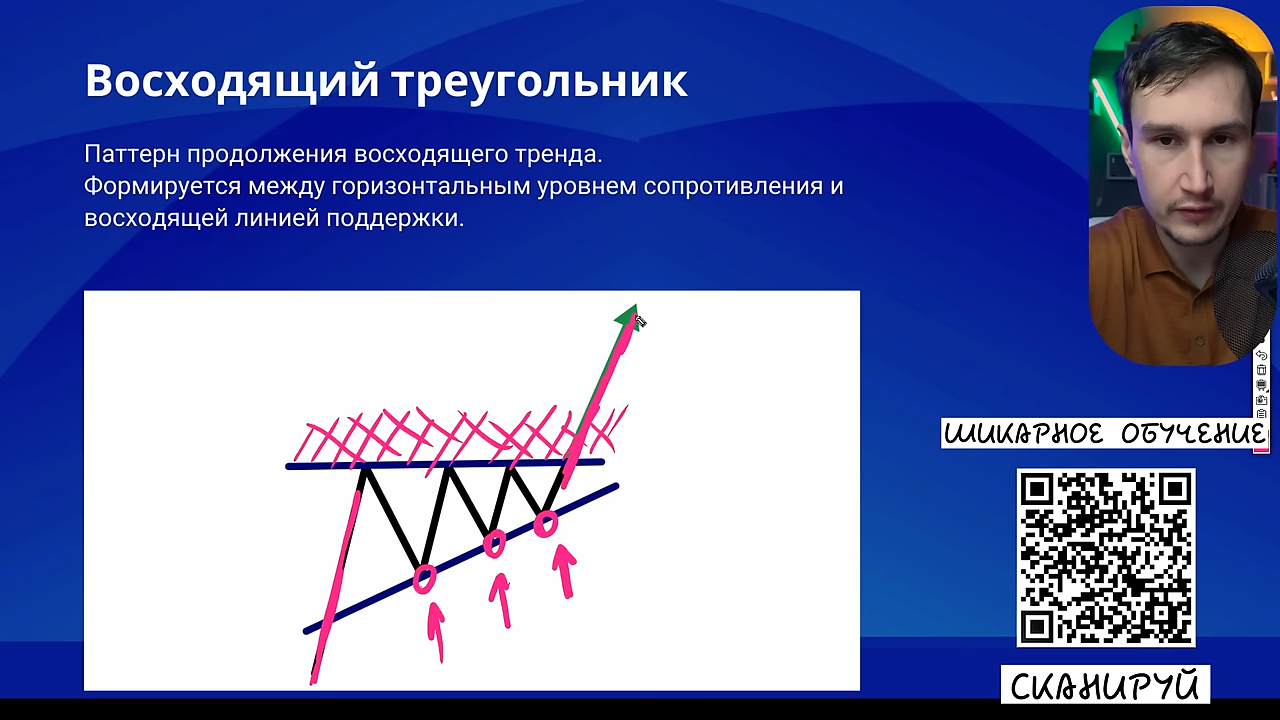 Восходящий треугольник
Паттерн продолжения восходящего тренда.
Формируется между горизонтальным уровнем сопротивления и
восходящей линией поддержки.
ШИКАРНОЕ ОБУЧЕНИЕ
СКАНИРУЙ